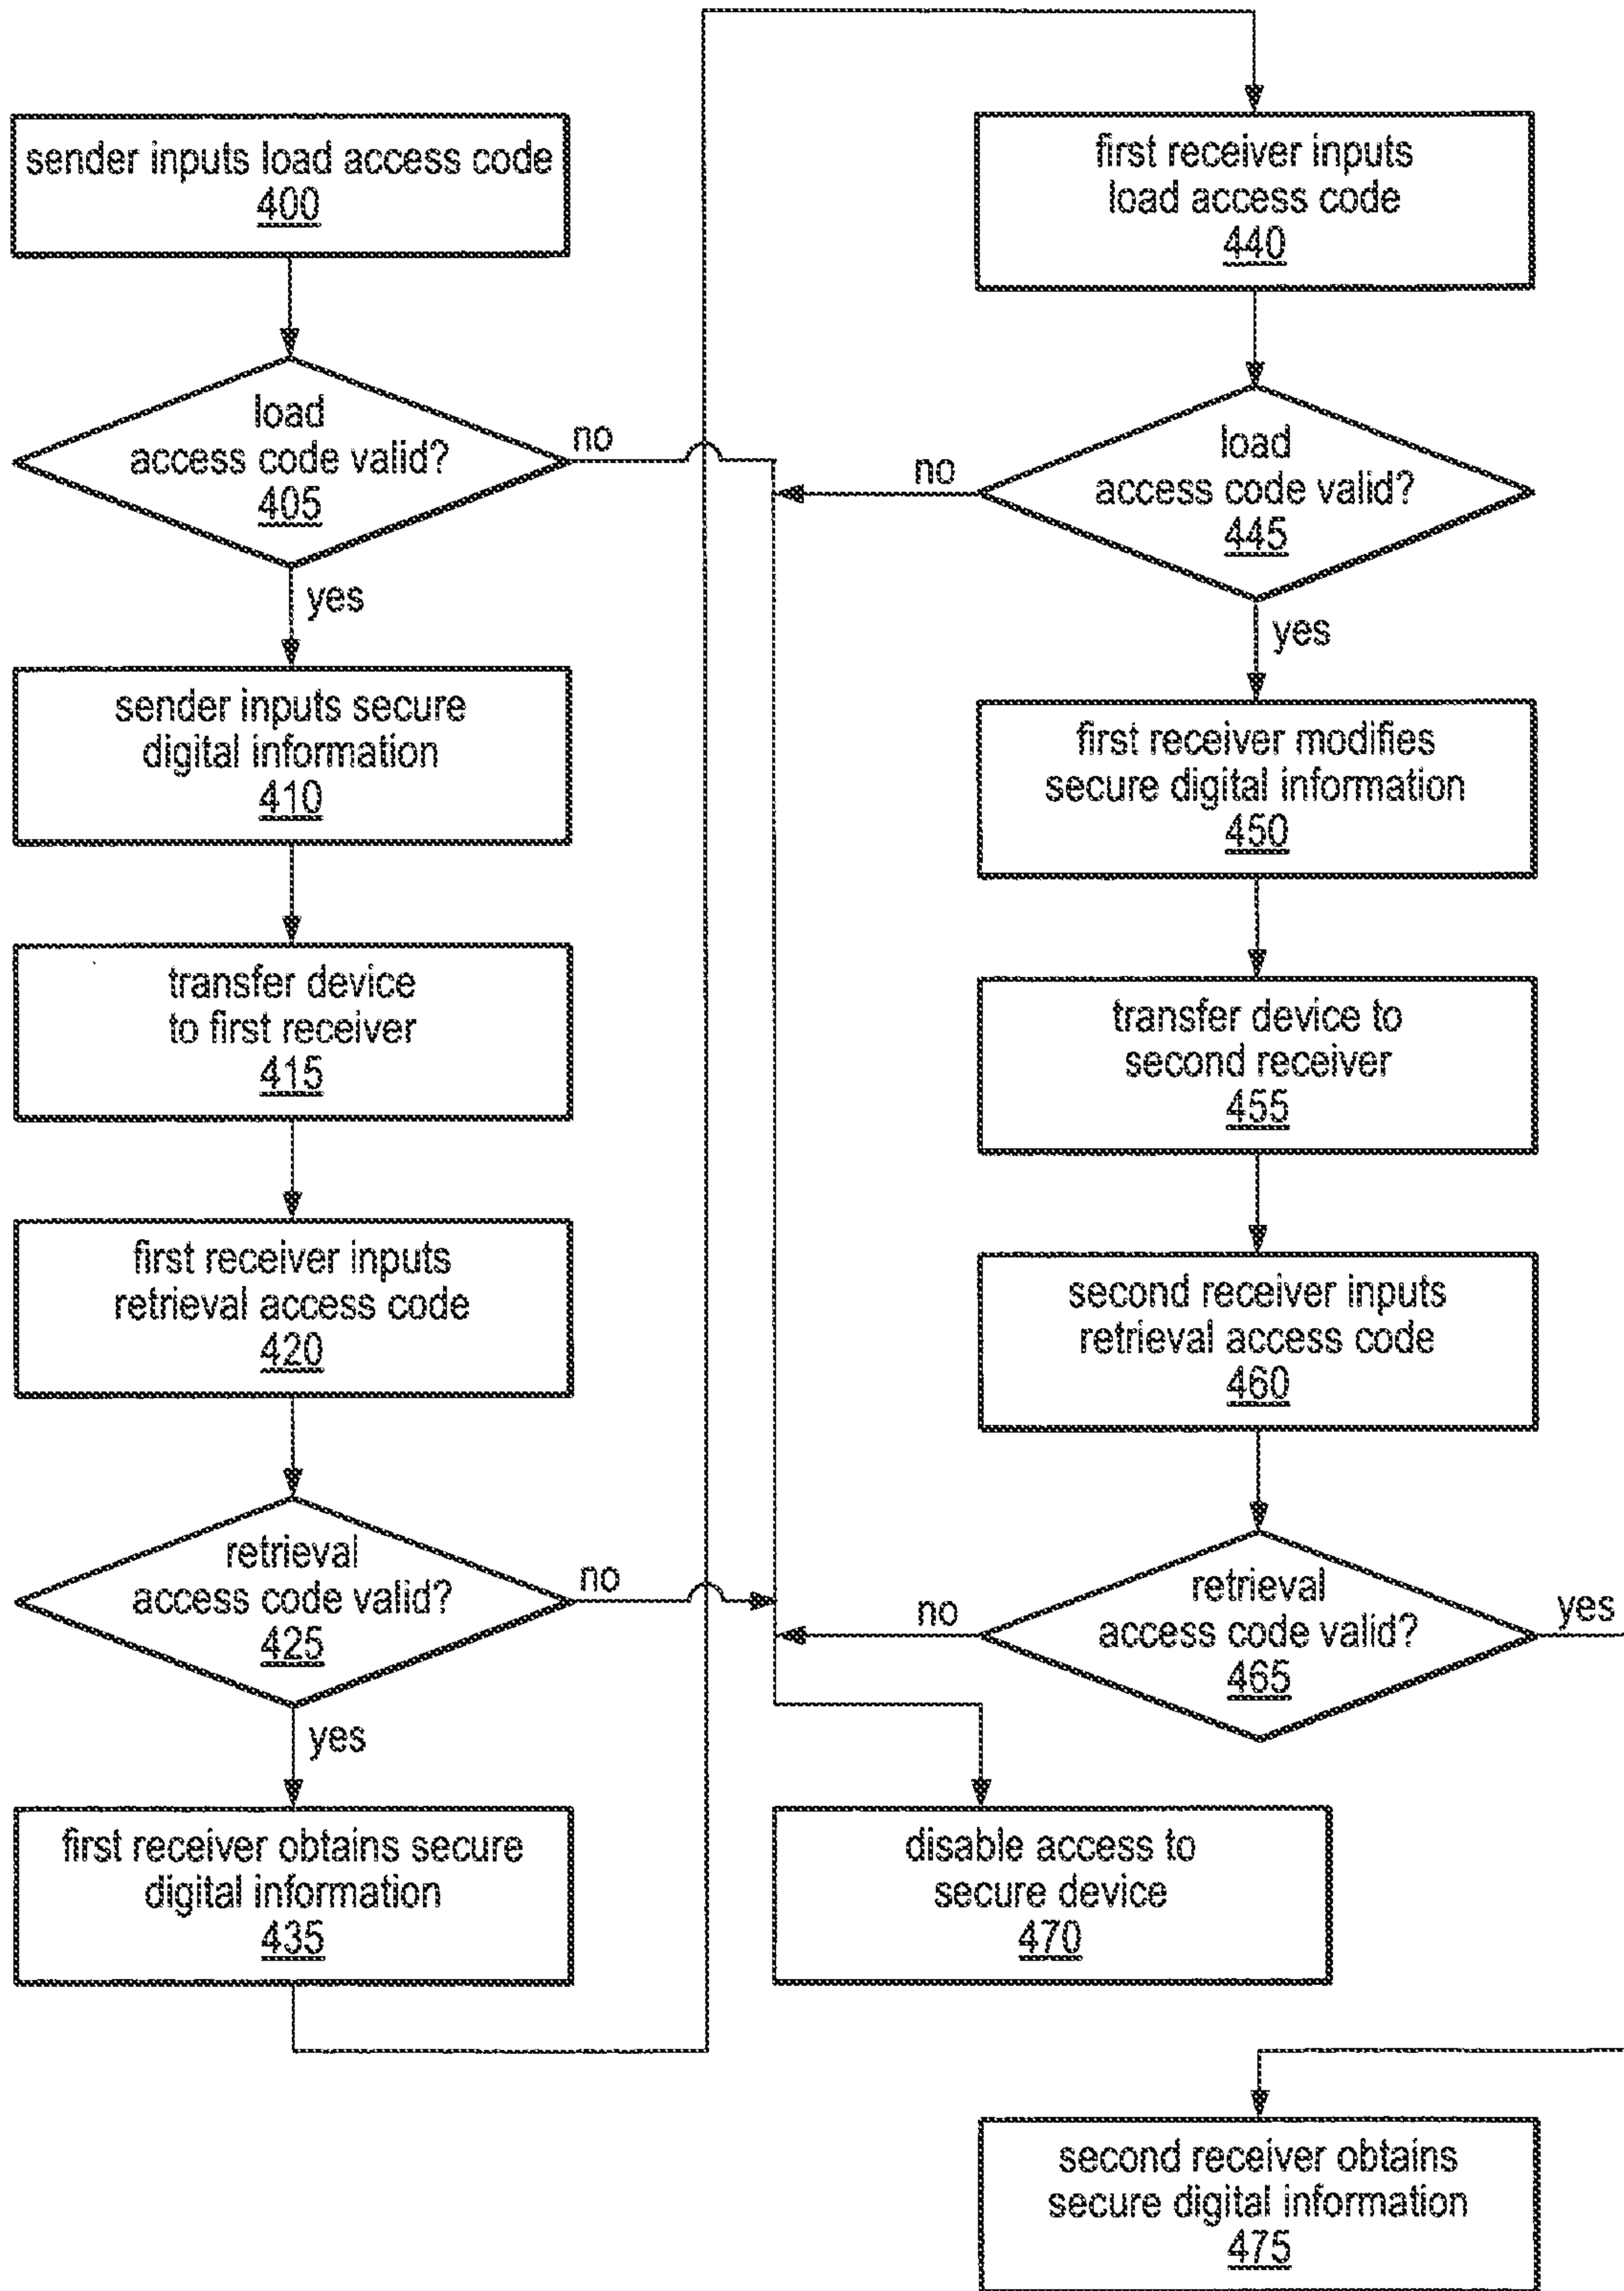 sender inputs load access code
400
load
access code valid?
405
no
yes
sender inputs secure
digital information
410
transfer device
to first receiver
415
first receiver inputs
retrieval access code
420
retrieval
access code valid?
425
no
yes
first receiver obtains secure
digital information
435
first receiver inputs
load access code
440
load
access code valid?
445
no
yes
first receiver modifies
secure digital information
450
transfer device to
second receiver
455
second receiver inputs
retrieval access code
460
retrieval
access code valid?
465
no
yes
disable access to
secure device
470
second receiver obtains
secure digital information
475